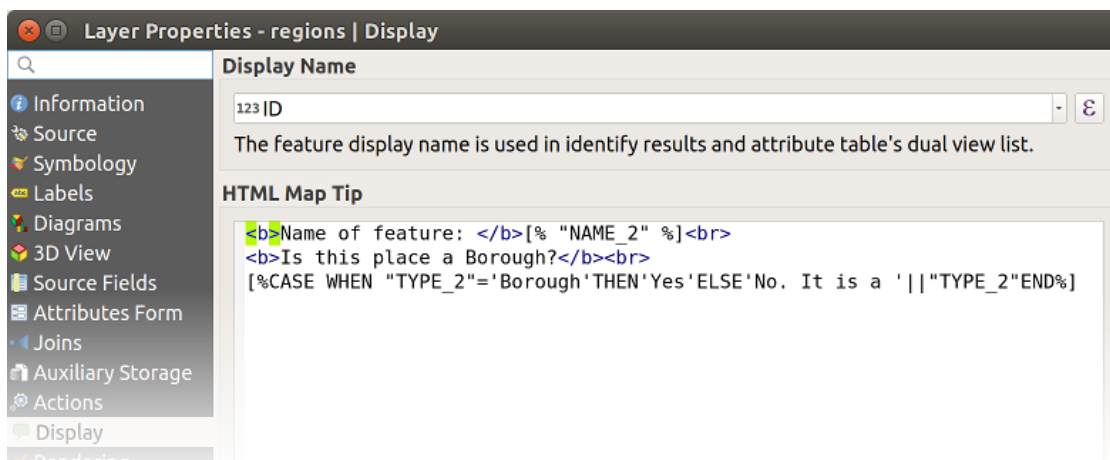 Layer Properties - regions | Display
Information
Source
Symbology
Labels
Diagrams
3D View
Source Fields
Attributes Form
Joins
Auxiliary Storage
Actions
Display
Rendering
Display Name
123 ID
ε
The feature display name is used in identify results and attribute table's dual view list.
HTML Map Tip
<b>Name of feature: </b>[% "NAME_2" %]<br>
<b>Is this place a Borough?</b><br>
[%CASE WHEN "TYPE_2"='Borough'THEN'Yes'ELSE'No. It is a '||"TYPE_2"END%]